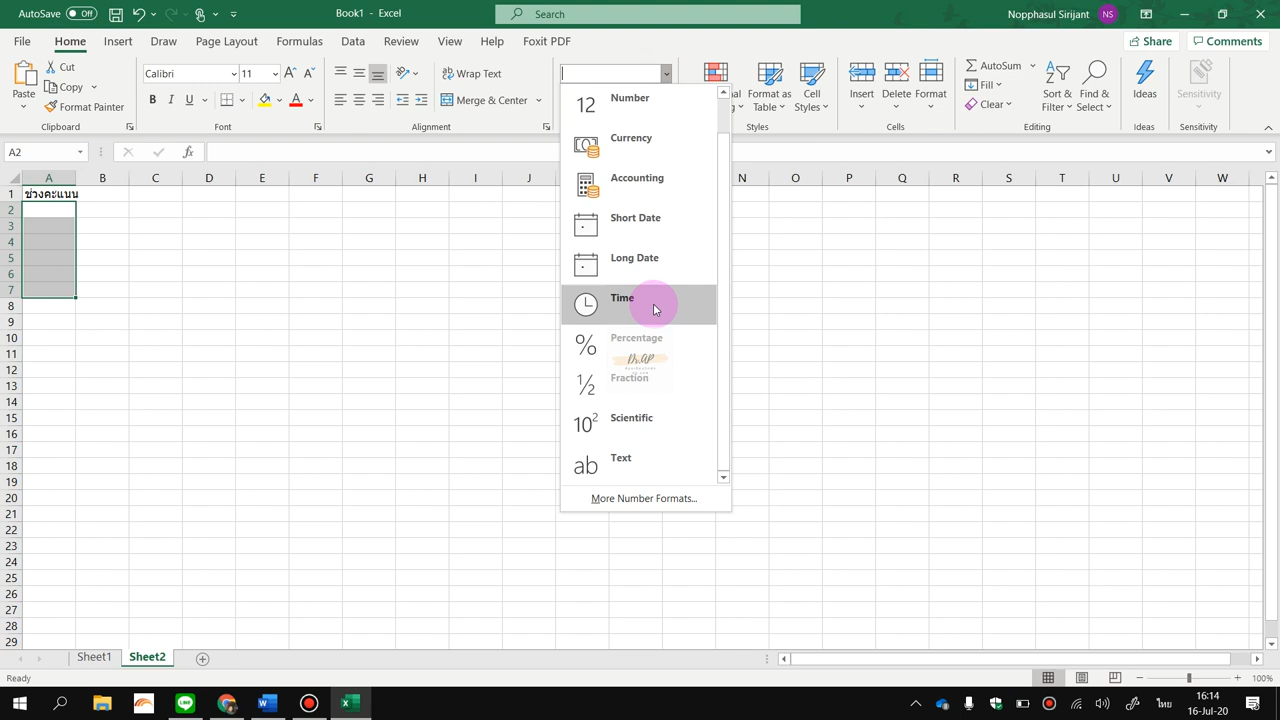 AutoSave Off Book1 - Excel Search Nopphasul Sirijant NS
File Home Insert Draw Page Layout Formulas Data Review View Help Foxit PDF Share Comments
Paste Cut Copy Format Painter
Calibri 11
B I U A
Wrap Text
Merge & Center
Format as Table
Cell Styles
Insert Delete Format
AutoSum
Fill
Clear
Sort & Filter
Find & Select
Ideas
Sensitivity
Clipboard Font Alignment Styles Cells Editing Ideas Sensitivity
A2 fx
12 Number
Currency
Accounting
Short Date
Long Date
Time
% Percentage
Dr.AP
½ Fraction
10² Scientific
ab Text
More Number Formats...
A B C D E F G H I J N O P Q R S T U V W
1 ช่วงคะแนน
2
3
4
5
6
7
8
9
10
11
12
13
14
15
16
17
18
19
20
21
22
23
24
25
26
27
28
29
Sheet1 Sheet2
Ready 100%
ไทย 16:14
16-Jul-20